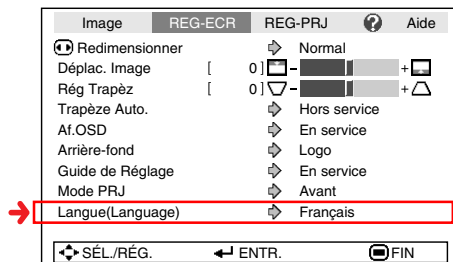 Image REG-ECR REG-PRJ ? Aide
Redimensionner Normal
Déplac. Image [ 0 ] - +
Rég Trapèz [ 0 ] - +
Trapèze Auto. Hors service
Af.OSD En service
Arrière-fond Logo
Guide de Réglage En service
Mode PRJ Avant
Langue(Language) Français
SÉL./RÉG. ENTR. FIN